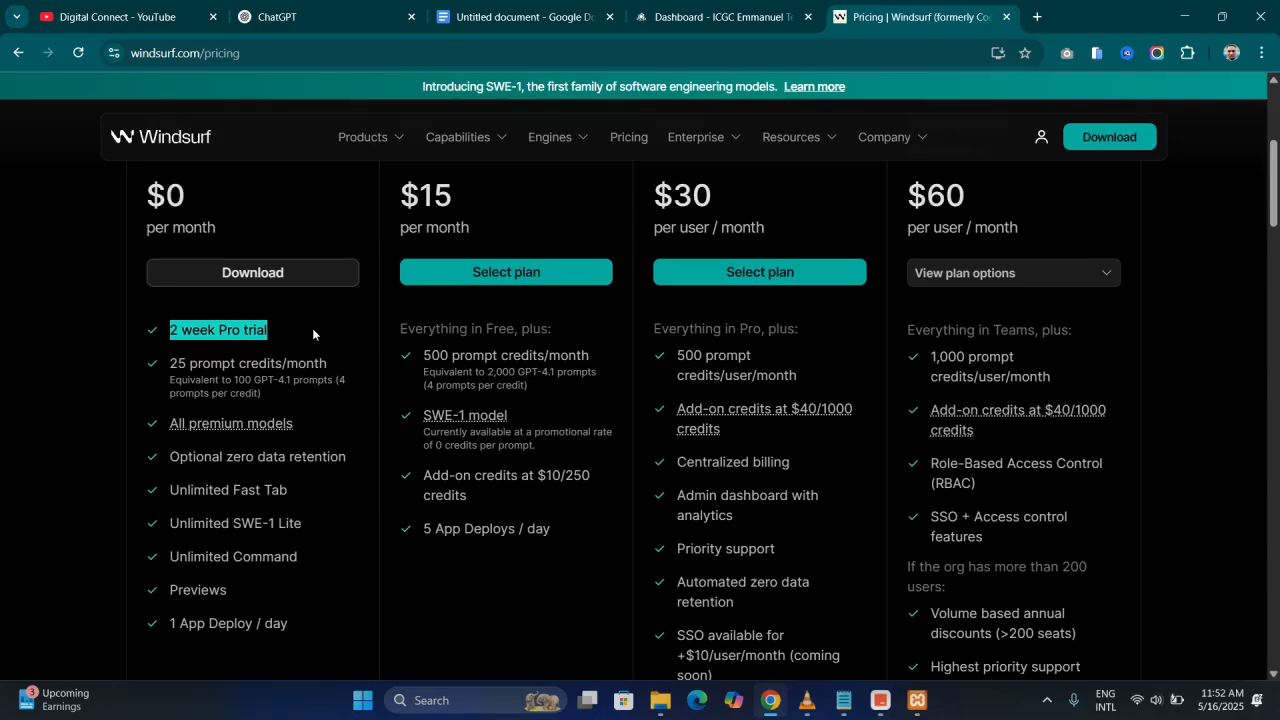 Digital Connect - YouTube
ChatGPT
Untitled document - Google Do
Dashboard - ICGC Emmanuel Te
Pricing | Windsurf (formerly Co
windsurf.com/pricing
Introducing SWE-1, the first family of software engineering models. Learn more
Windsurf
Products
Capabilities
Engines
Pricing
Enterprise
Resources
Company
Download
$0
per month
Download
2 week Pro trial
25 prompt credits/month
Equivalent to 100 GPT-4.1 prompts (4
prompts per credit)
All premium models
Optional zero data retention
Unlimited Fast Tab
Unlimited SWE-1 Lite
Unlimited Command
Previews
1 App Deploy / day
$15
per month
Select plan
Everything in Free, plus:
500 prompt credits/month
Equivalent to 2,000 GPT-4.1 prompts
(4 prompts per credit)
SWE-1 model
Currently available at a promotional rate
of 0 credits per prompt.
Add-on credits at $10/250
credits
5 App Deploys / day
$30
per user / month
Select plan
Everything in Pro, plus:
500 prompt
credits/user/month
Add-on credits at $40/1000
credits
Centralized billing
Admin dashboard with
analytics
Priority support
Automated zero data
retention
SSO available for
+$10/user/month (coming
soon)
$60
per user / month
View plan options
Everything in Teams, plus:
1,000 prompt
credits/user/month
Add-on credits at $40/1000
credits
Role-Based Access Control
(RBAC)
SSO + Access control
features
If the org has more than 200
users:
Volume based annual
discounts (>200 seats)
Highest priority support
3
Upcoming
Earnings
Search
ENG
INTL
11:52 AM
5/16/2025